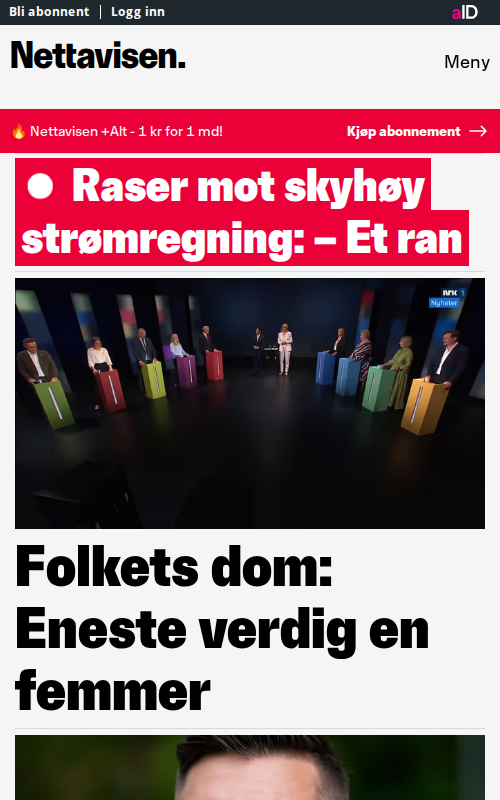 Bli abonnent | Logg inn
aID
Nettavisen.
Meny
🔥 Nettavisen +Alt - 1 kr for 1 md!
Kjøp abonnement →
Raser mot skyhøy
strømregning: – Et ran
NRK 1
Nyheter
Folkets dom:
Eneste verdig en
femmer